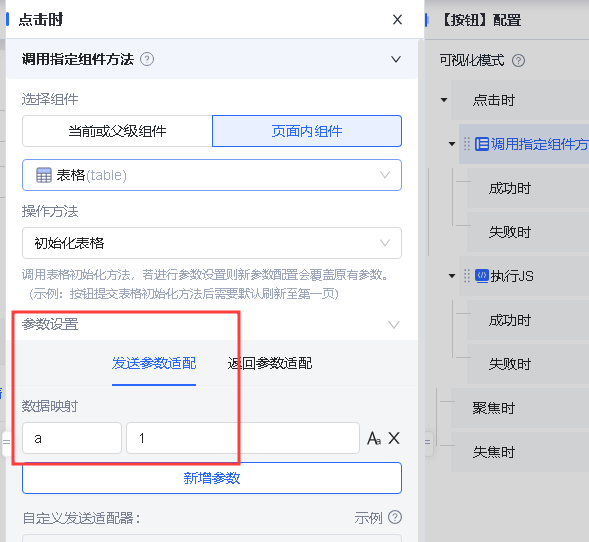 点击时
调用指定组件方法
选择组件
当前或父级组件 页面内组件
表格(table)
操作方法
初始化表格
调用表格初始化方法，若进行参数设置则新参数配置会覆盖原有参数。
（示例：按钮提交表格初始化方法后需要默认刷新至第一页）
参数设置
发送参数适配 返回参数适配
数据映射
a 1
新增参数
自定义发送适配器： 示例
【按钮】配置
可视化模式
点击时
调用指定组件方
成功时
失败时
执行JS
成功时
失败时
聚焦时
失焦时